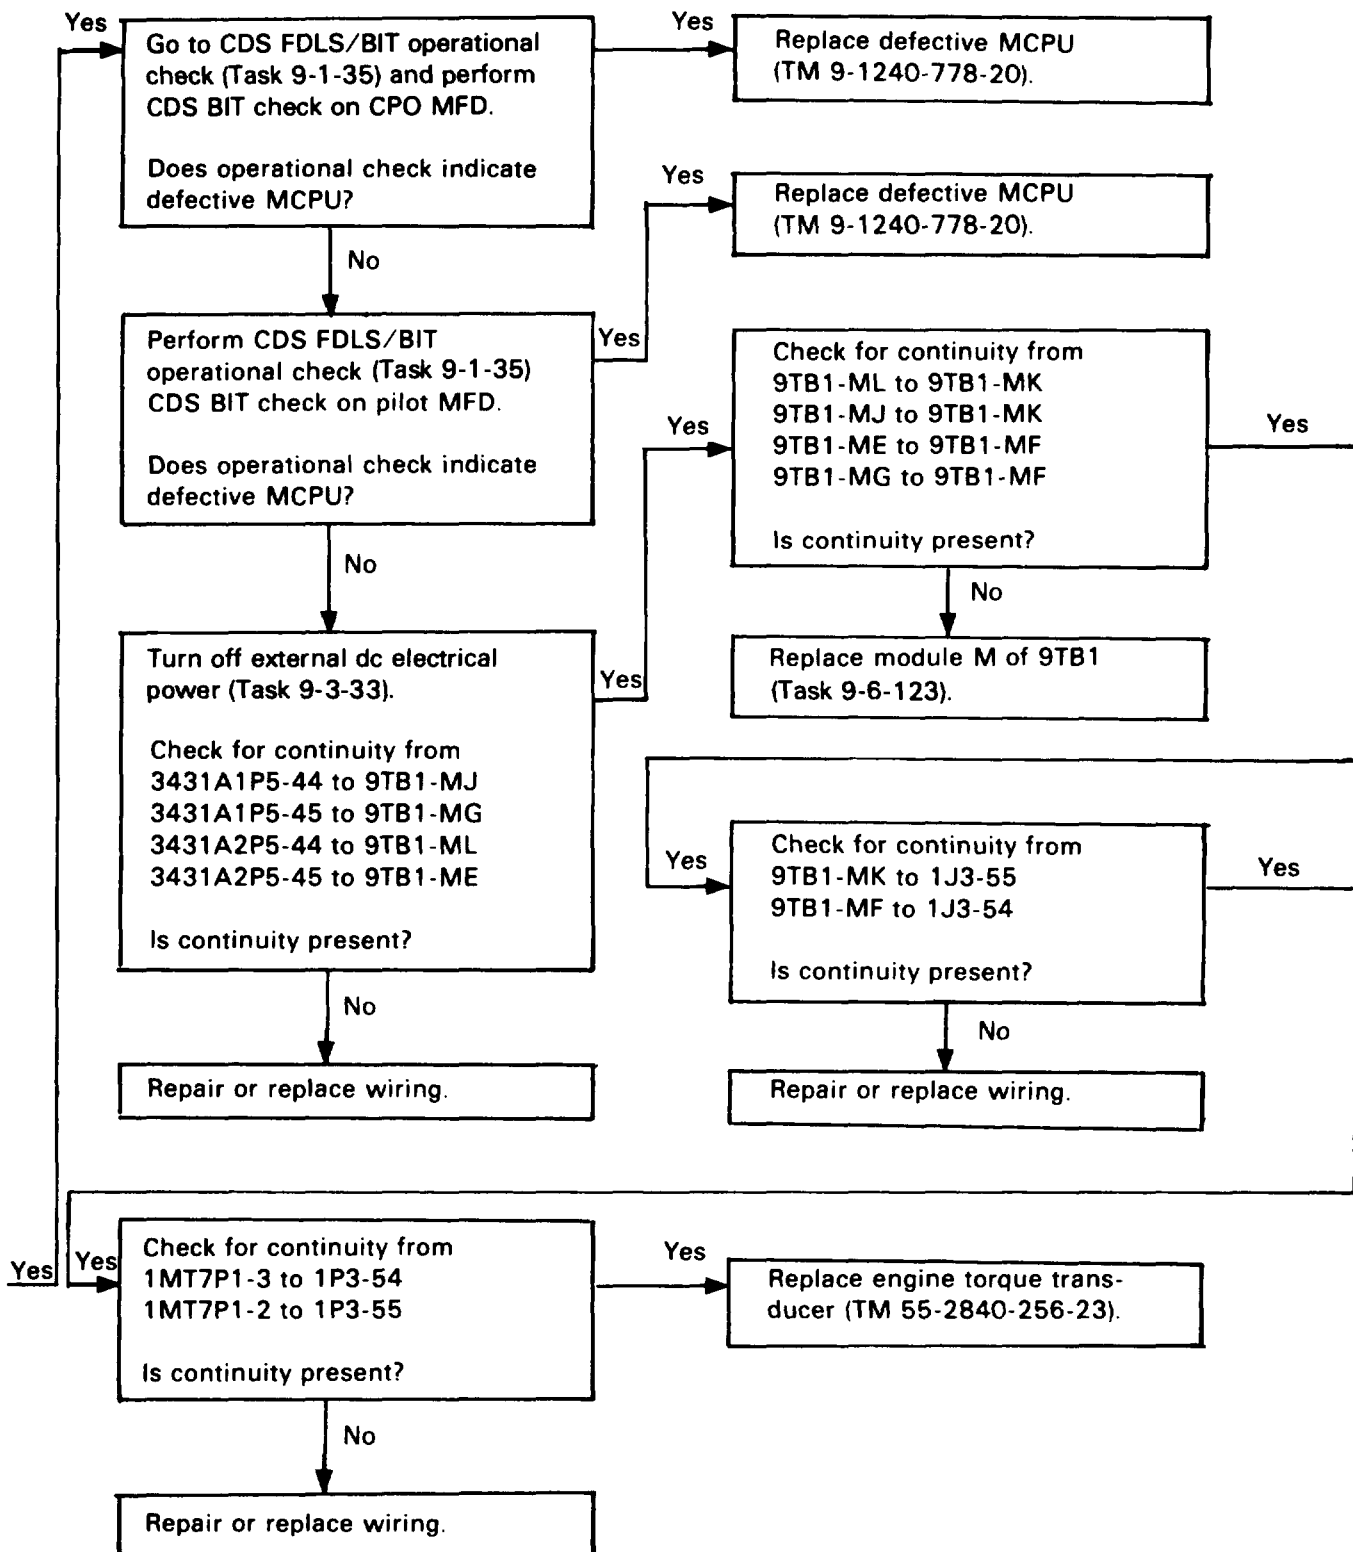 Yes
Go to CDS FDLS/BIT operational
check (Task 9-1-35) and perform
CDS BIT check on CPO MFD.
Does operational check indicate
defective MCPU?
Yes
Replace defective MCPU
(TM 9-1240-778-20).
No
Perform CDS FDLS/BIT
operational check (Task 9-1-35)
CDS BIT check on pilot MFD.
Does operational check indicate
defective MCPU?
Yes
Yes
Replace defective MCPU
(TM 9-1240-778-20).
No
Turn off external dc electrical
power (Task 9-3-33).
Check for continuity from
3431A1P5-44 to 9TB1-MJ
3431A1P5-45 to 9TB1-MG
3431A2P5-44 to 9TB1-ML
3431A2P5-45 to 9TB1-ME
Is continuity present?
No
Repair or replace wiring.
Yes
Yes
Check for continuity from
9TB1-ML to 9TB1-MK
9TB1-MJ to 9TB1-MK
9TB1-ME to 9TB1-MF
9TB1-MG to 9TB1-MF
Is continuity present?
Yes
No
Replace module M of 9TB1
(Task 9-6-123).
Yes
Check for continuity from
9TB1-MK to 1J3-55
9TB1-MF to 1J3-54
Is continuity present?
Yes
No
Repair or replace wiring.
Yes
Yes
Check for continuity from
1MT7P1-3 to 1P3-54
1MT7P1-2 to 1P3-55
Is continuity present?
Yes
Replace engine torque trans-
ducer (TM 55-2840-256-23).
No
Repair or replace wiring.